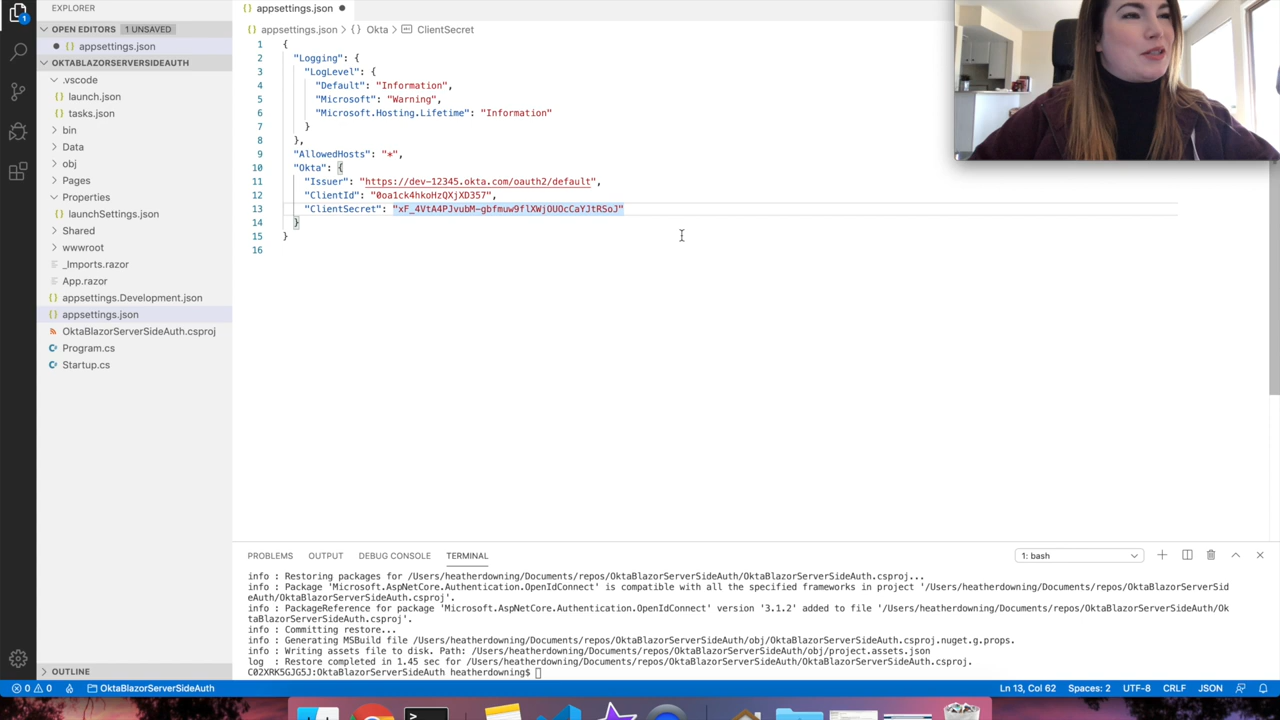 EXPLORER
appsettings.json
OPEN EDITORS 1 UNSAVED
appsettings.json
OKTABLAZORSERVERSIDEAUTH
.vscode
launch.json
tasks.json
bin
Data
obj
Pages
Properties
launchSettings.json
Shared
wwwroot
_Imports.razor
App.razor
appsettings.Development.json
appsettings.json
OktaBlazorServerSideAuth.csproj
Program.cs
Startup.cs
OUTLINE
appsettings.json > {} Okta > ClientSecret
1 {
2 "Logging": {
3 "LogLevel": {
4 "Default": "Information",
5 "Microsoft": "Warning",
6 "Microsoft.Hosting.Lifetime": "Information"
7 }
8 },
9 "AllowedHosts": "*",
10 "Okta": {
11 "Issuer": "https://dev-12345.okta.com/oauth2/default",
12 "ClientId": "0oa1ck4hkoHzQXjXD357",
13 "ClientSecret": "xF_4VtA4PJvubM-gbfmuw9flXWjOUOcCaYJtRSoJ"
14 }
15 }
16
PROBLEMS OUTPUT DEBUG CONSOLE TERMINAL 1: bash
info : Restoring packages for /Users/heatherdowning/Documents/repos/OktaBlazorServerSideAuth/OktaBlazorServerSideAuth.csproj...
info : Package 'Microsoft.AspNetCore.Authentication.OpenIdConnect' is compatible with all the specified frameworks in project '/Users/heatherdowning/Documents/repos/OktaBlazorServerSid
eAuth/OktaBlazorServerSideAuth.csproj'.
info : PackageReference for package 'Microsoft.AspNetCore.Authentication.OpenIdConnect' version '3.1.2' added to file '/Users/heatherdowning/Documents/repos/OktaBlazorServerSideAuth/Ok
taBlazorServerSideAuth.csproj'.
info : Committing restore...
info : Generating MSBuild file /Users/heatherdowning/Documents/repos/OktaBlazorServerSideAuth/obj/OktaBlazorServerSideAuth.csproj.nuget.g.props.
info : Writing assets file to disk. Path: /Users/heatherdowning/Documents/repos/OktaBlazorServerSideAuth/obj/project.assets.json
log : Restore completed in 1.45 sec for /Users/heatherdowning/Documents/repos/OktaBlazorServerSideAuth/OktaBlazorServerSideAuth.csproj.
C02XRK5GJG5J:OktaBlazorServerSideAuth heatherdowning$
0 0 OktaBlazorServerSideAuth Ln 13, Col 62 Spaces: 2 UTF-8 CRLF JSON